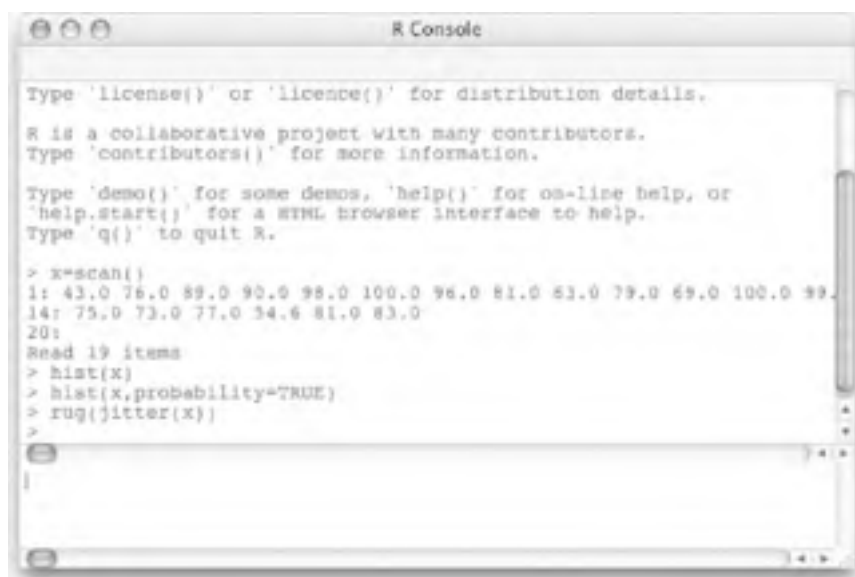 R Console
Type 'license()' or 'licence()' for distribution details.
R is a collaborative project with many contributors.
Type 'contributors()' for more information.
Type 'demo()' for some demos, 'help()' for on-line help, or
'help.start()' for a HTML browser interface to help.
Type 'q()' to quit R.
> x=scan()
1: 43.0 76.0 89.0 90.0 98.0 100.0 96.0 81.0 63.0 79.0 69.0 100.0 99.
14: 75.0 73.0 77.0 54.6 81.0 83.0
20:
Read 19 items
> hist(x)
> hist(x,probability=TRUE)
> rug(jitter(x))
>